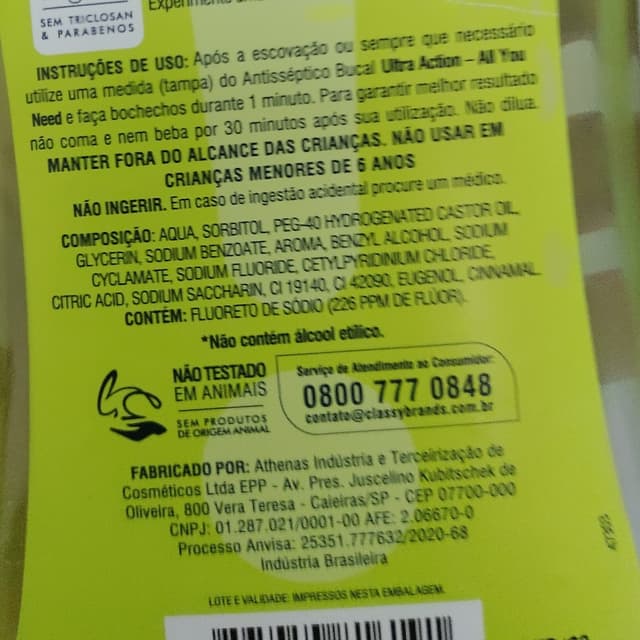 SEM TRICLOSAN
& PARABENOS
INSTRUÇÕES DE USO: Após a escovação ou sempre que necessário
utilize uma medida (tampa) do Antisséptico Bucal Ultra Action – All You
Need e faça bochechos durante 1 minuto. Para garantir melhor resultado
não coma e nem beba por 30 minutos após sua utilização. Não dilua.
MANTER FORA DO ALCANCE DAS CRIANÇAS. NÃO USAR EM
CRIANÇAS MENORES DE 6 ANOS
NÃO INGERIR. Em caso de ingestão acidental procure um médico.
COMPOSIÇÃO: AQUA, SORBITOL, PEG-40 HYDROGENATED CASTOR OIL,
GLYCERIN, SODIUM BENZOATE, AROMA, BENZYL ALCOHOL, SODIUM
CYCLAMATE, SODIUM FLUORIDE, CETYLPYRIDINIUM CHLORIDE,
CITRIC ACID, SODIUM SACCHARIN, CI 19140, CI 42090, EUGENOL, CINNAMAL.
CONTÉM: FLUORETO DE SÓDIO (226 PPM DE FLÚOR).
*Não contém álcool etílico.
NÃO TESTADO
EM ANIMAIS
SEM PRODUTOS
DE ORIGEM ANIMAL
Serviço de Atendimento ao Consumidor:
0800 777 0848
contato@classybrands.com.br
FABRICADO POR: Athenas Indústria e Terceirização de
Cosméticos Ltda EPP - Av. Pres. Juscelino Kubitschek de
Oliveira, 800 Vera Teresa - Caieiras/SP - CEP 07700-000
CNPJ: 01.287.021/0001-00 AFE: 2.06670-0
Processo Anvisa: 25351.777632/2020-68
Indústria Brasileira
LOTE E VALIDADE: IMPRESSOS NESTA EMBALAGEM.